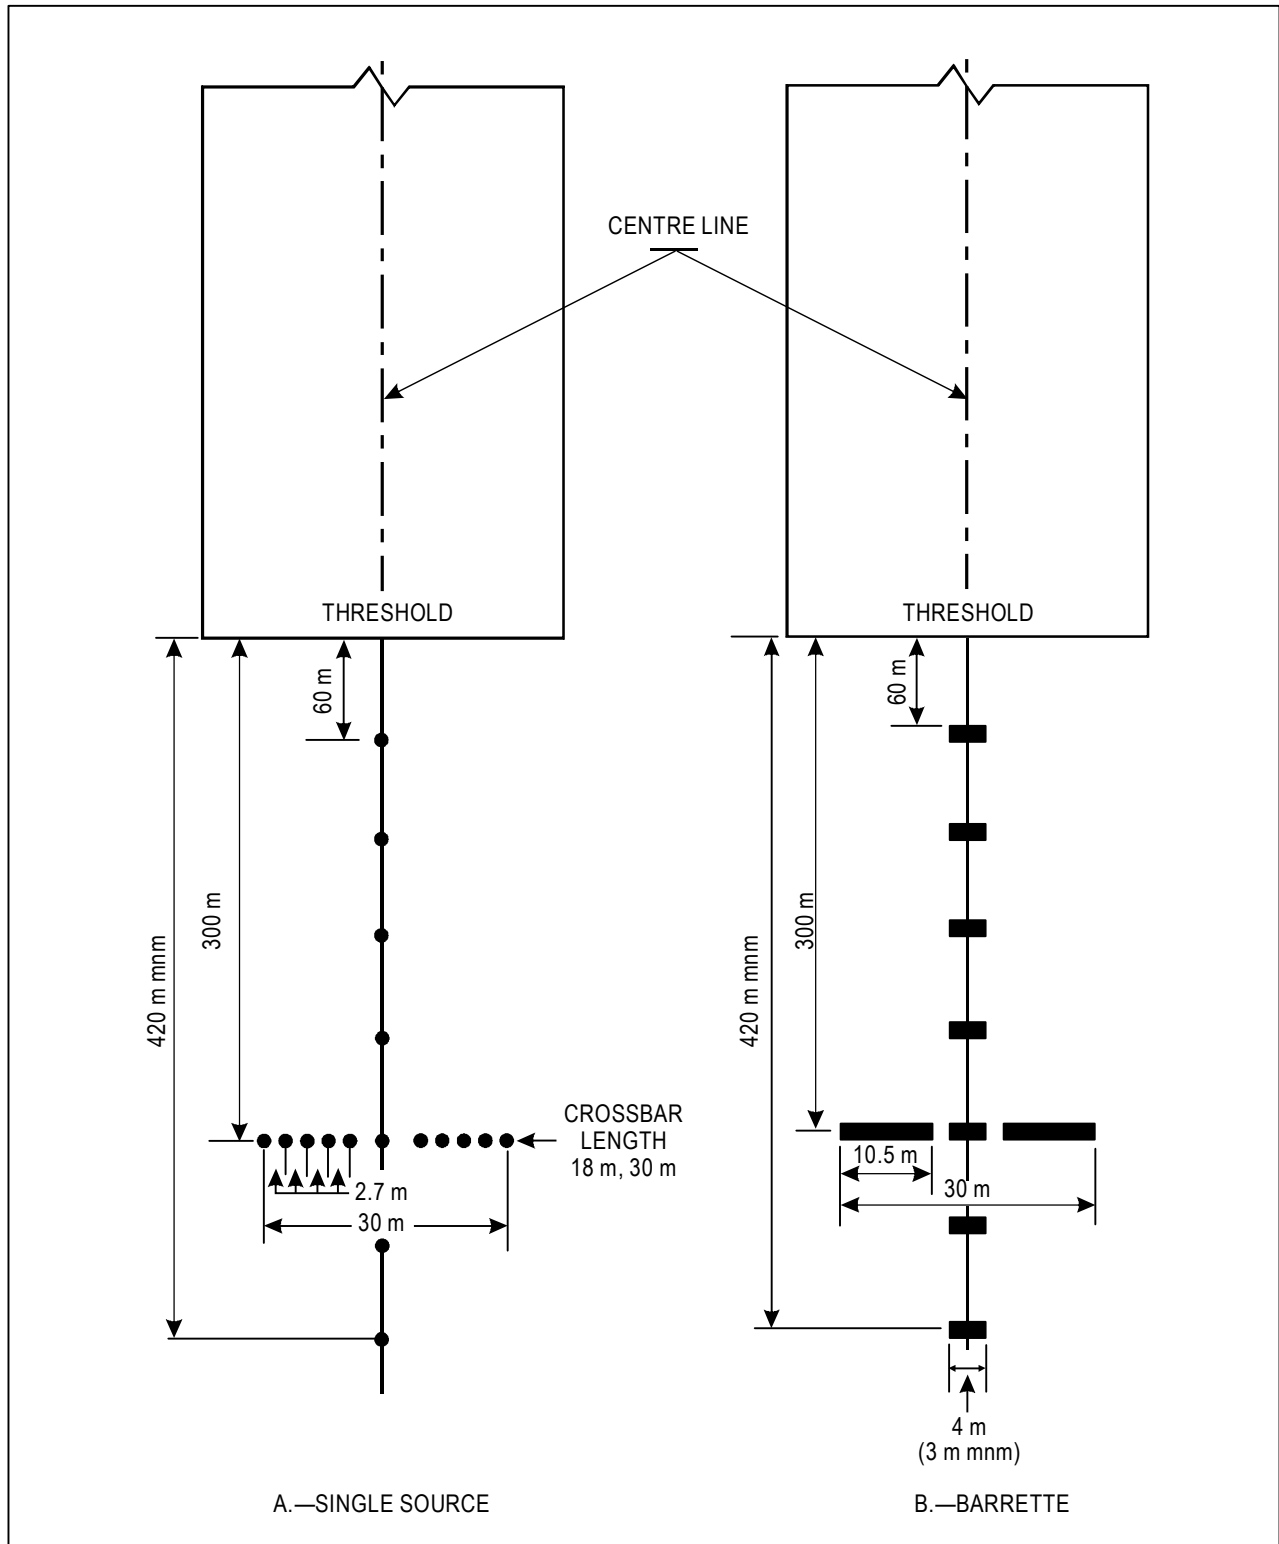 CENTRE LINE
THRESHOLD
THRESHOLD
60 m
60 m
300 m
300 m
420 m mnm
420 m mnm
CROSSBAR
LENGTH
18 m, 30 m
2.7 m
30 m
10.5 m
30 m
4 m
(3 m mnm)
A.—SINGLE SOURCE
B.—BARRETTE